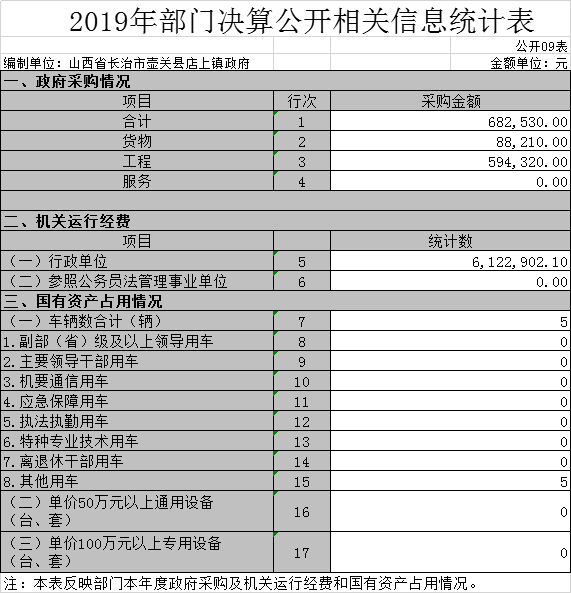 2019年部门决算公开相关信息统计表
公开09表
编制单位：山西省长治市壶关县店上镇政府 金额单位：元
一、政府采购情况
项目 行次 采购金额
合计 1 682,530.00
货物 2 88,210.00
工程 3 594,320.00
服务 4 0.00
二、机关运行经费
项目 统计数
（一）行政单位 5 6,122,902.10
（二）参照公务员法管理事业单位 6 0.00
三、国有资产占用情况
（一）车辆数合计（辆） 7 5
1.副部（省）级及以上领导用车 8 0
2.主要领导干部用车 9 0
3.机要通信用车 10 0
4.应急保障用车 11 0
5.执法执勤用车 12 0
6.特种专业技术用车 13 0
7.离退休干部用车 14 0
8.其他用车 15 5
（二）单价50万元以上通用设备
（台、套） 16 0
（三）单价100万元以上专用设备
（台、套） 17 0
注：本表反映部门本年度政府采购及机关运行经费和国有资产占用情况。